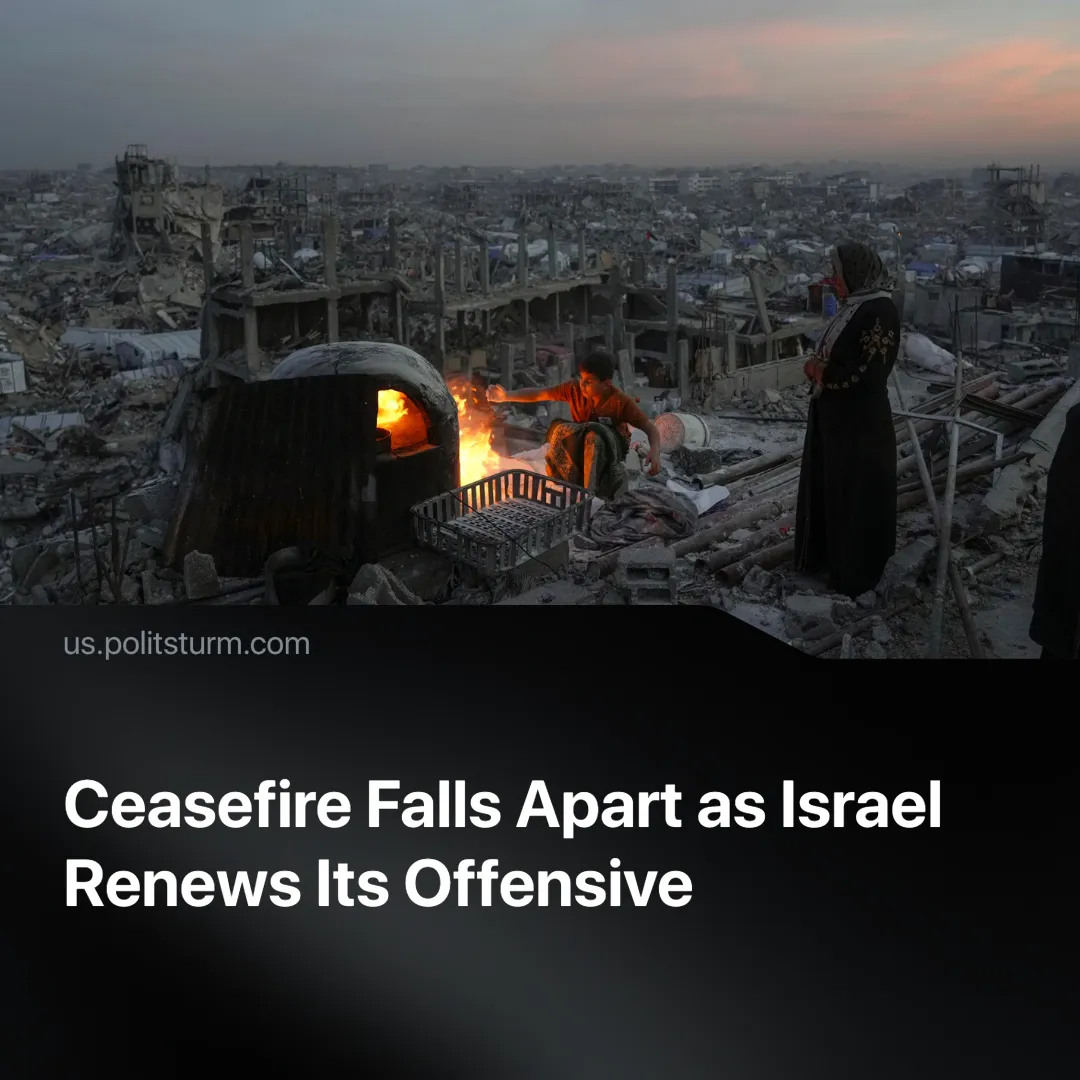 us.politsturm.com
Ceasefire Falls Apart as Israel
Renews Its Offensive